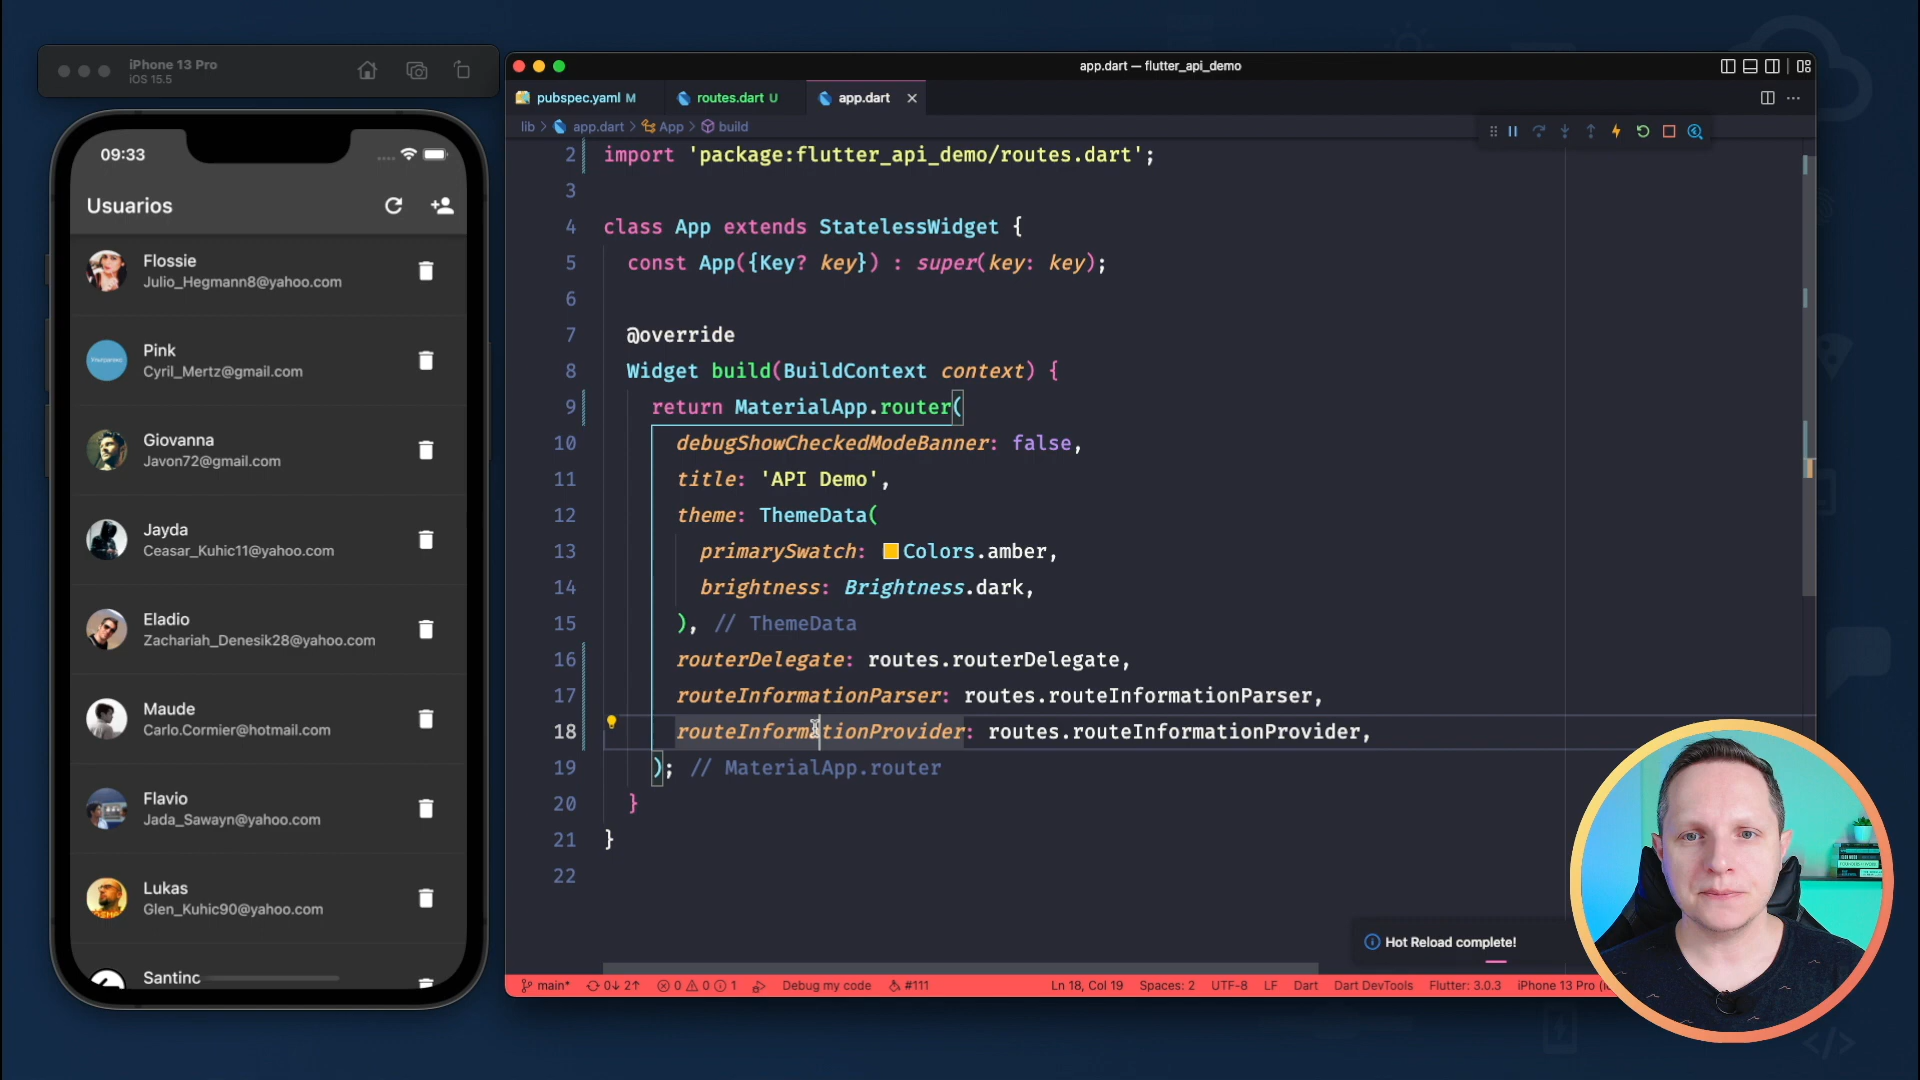 iPhone 13 Pro
iOS 15.5
09:33
Usuarios
Flossie
Julio_Hegmann8@yahoo.com
Pink
Cyril_Mertz@gmail.com
Giovanna
Javon72@gmail.com
Jayda
Ceasar_Kuhic11@yahoo.com
Eladio
Zachariah_Denesik28@yahoo.com
Maude
Carlo.Cormier@hotmail.com
Flavio
Jada_Sawayn@yahoo.com
Lukas
Glen_Kuhic90@yahoo.com
Santinc
app.dart — flutter_api_demo
pubspec.yaml M
routes.dart U
app.dart
lib > app.dart > App > build
2 import 'package:flutter_api_demo/routes.dart';
3
4 class App extends StatelessWidget {
5 const App({Key? key}) : super(key: key);
6
7 @override
8 Widget build(BuildContext context) {
9 return MaterialApp.router(
10 debugShowCheckedModeBanner: false,
11 title: 'API Demo',
12 theme: ThemeData(
13 primarySwatch: Colors.amber,
14 brightness: Brightness.dark,
15 ), // ThemeData
16 routerDelegate: routes.routerDelegate,
17 routeInformationParser: routes.routeInformationParser,
18 routeInformationProvider: routes.routeInformationProvider,
19 ); // MaterialApp.router
20 }
21 }
22
Hot Reload complete!
main* 0↓ 2↑ 0 0 1 Debug my code #111 Ln 18, Col 19 Spaces: 2 UTF-8 LF Dart Dart DevTools Flutter: 3.0.3 iPhone 13 Pro